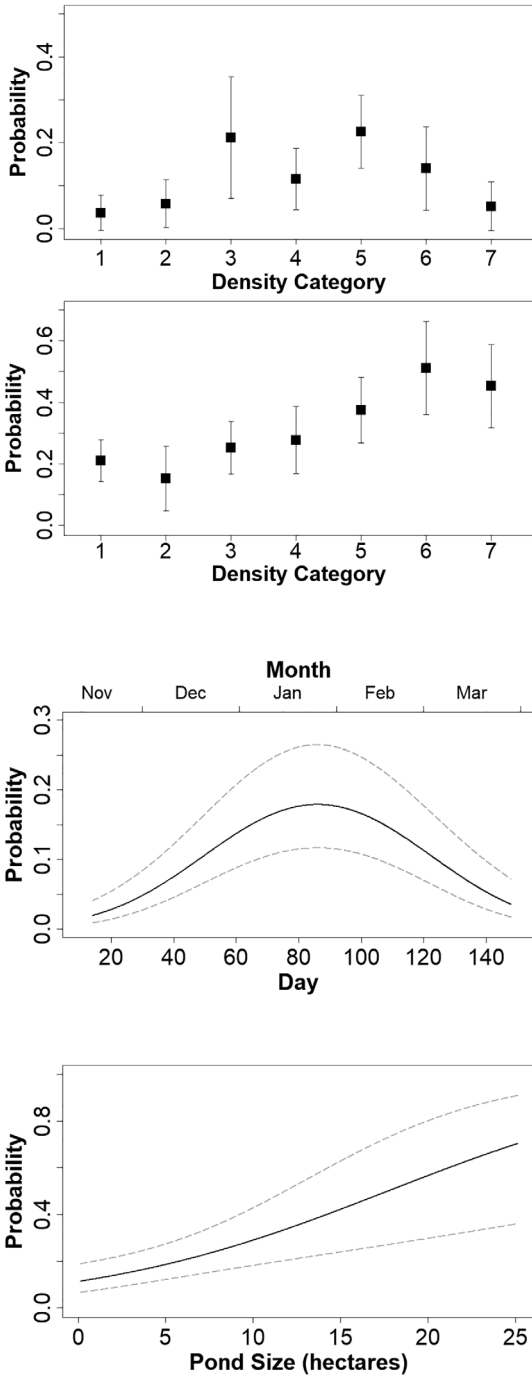 Probability
0.4
0.2
0.0
1 2 3 4 5 6 7
Density Category
Probability
0.6
0.4
0.2
0.0
1 2 3 4 5 6 7
Density Category
Month
Nov Dec Jan Feb Mar
Probability
0.3
0.2
0.1
0.0
20 40 60 80 100 120 140
Day
Probability
0.8
0.4
0.0
0 5 10 15 20 25
Pond Size (hectares)